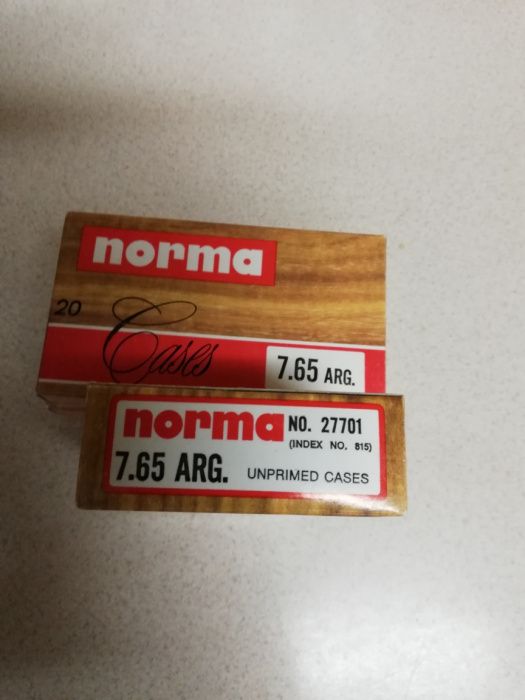 norma
20
Cases
7.65 ARG.
norma NO. 27701
(INDEX NO. 815)
7.65 ARG. UNPRIMED CASES